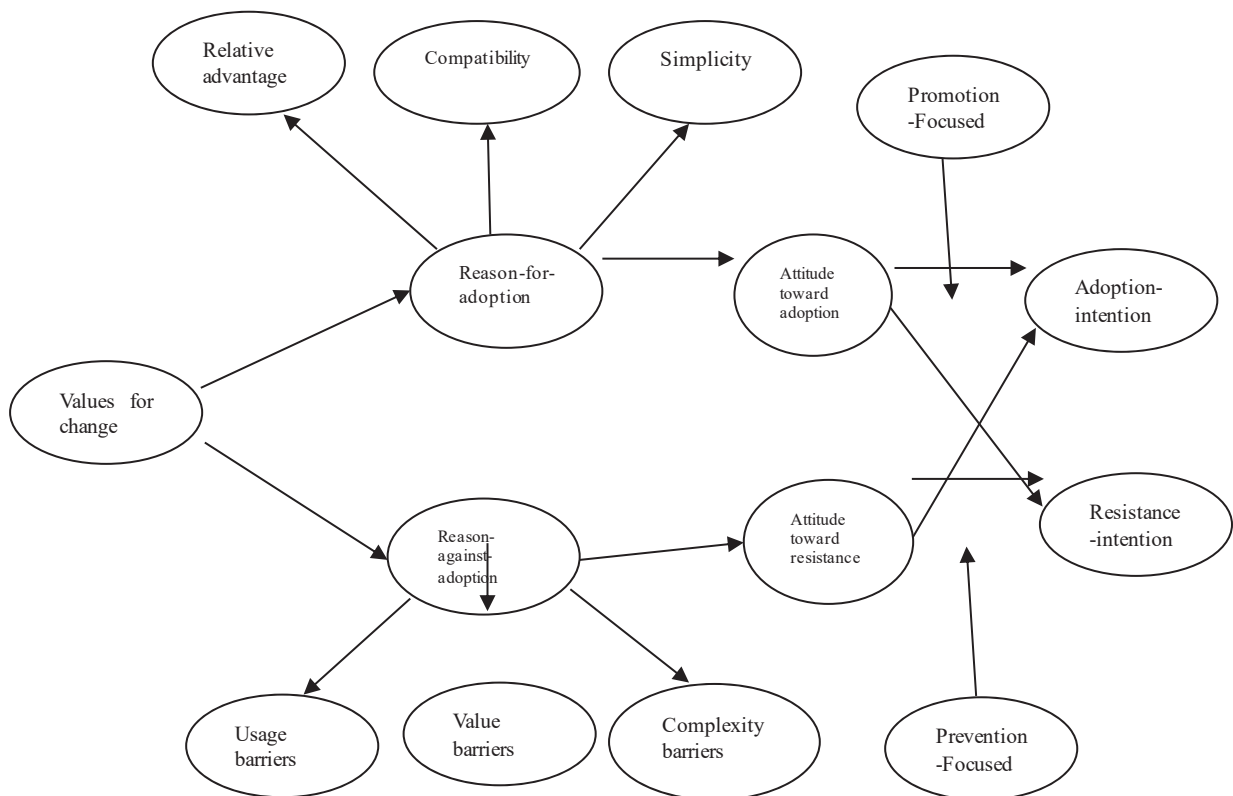 Relative
advantage
Compatibility
Simplicity
Promotion
-Focused
Reason-for-
adoption
Attitude
toward
adoption
Adoption-
intention
Values for
change
Reason-
against-
adoption
Attitude
toward
resistance
Resistance
-intention
Usage
barriers
Value
barriers
Complexity
barriers
Prevention
-Focused